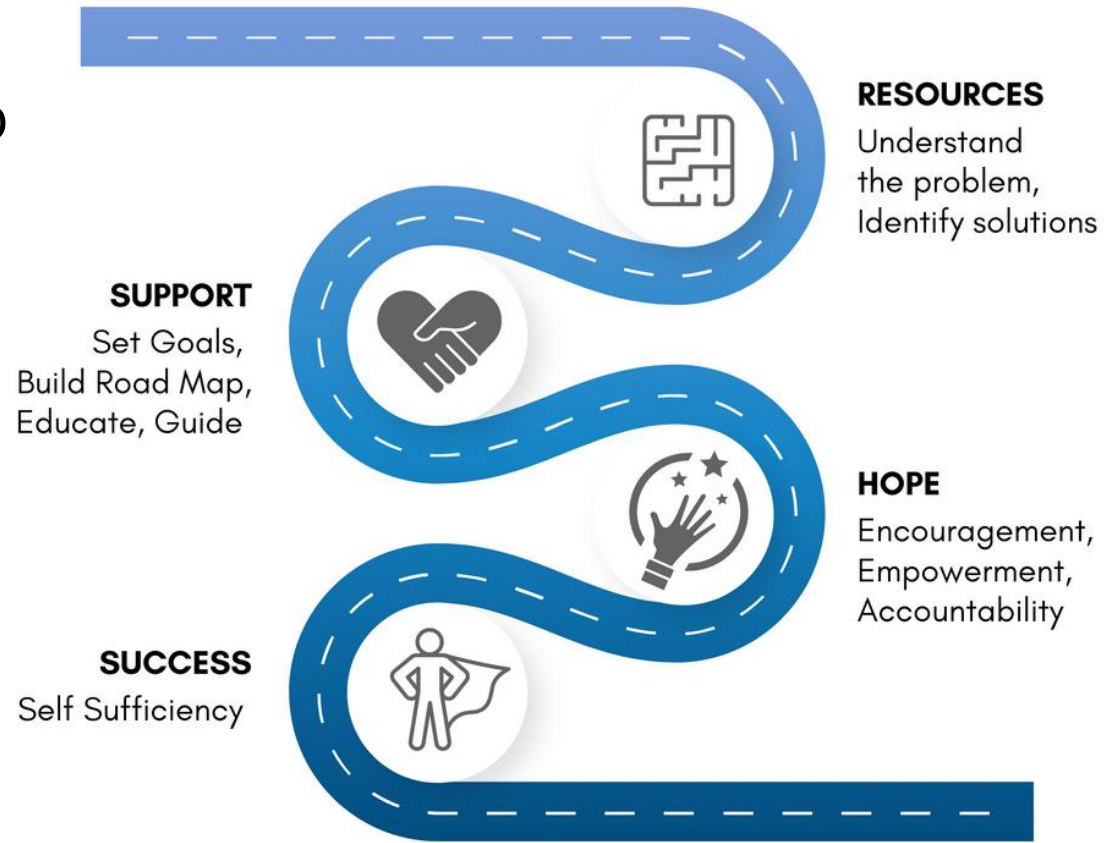 RESOURCES
Understand
the problem,
Identify solutions
SUPPORT
Set Goals,
Build Road Map,
Educate, Guide
HOPE
Encouragement,
Empowerment,
Accountability
SUCCESS
Self Sufficiency